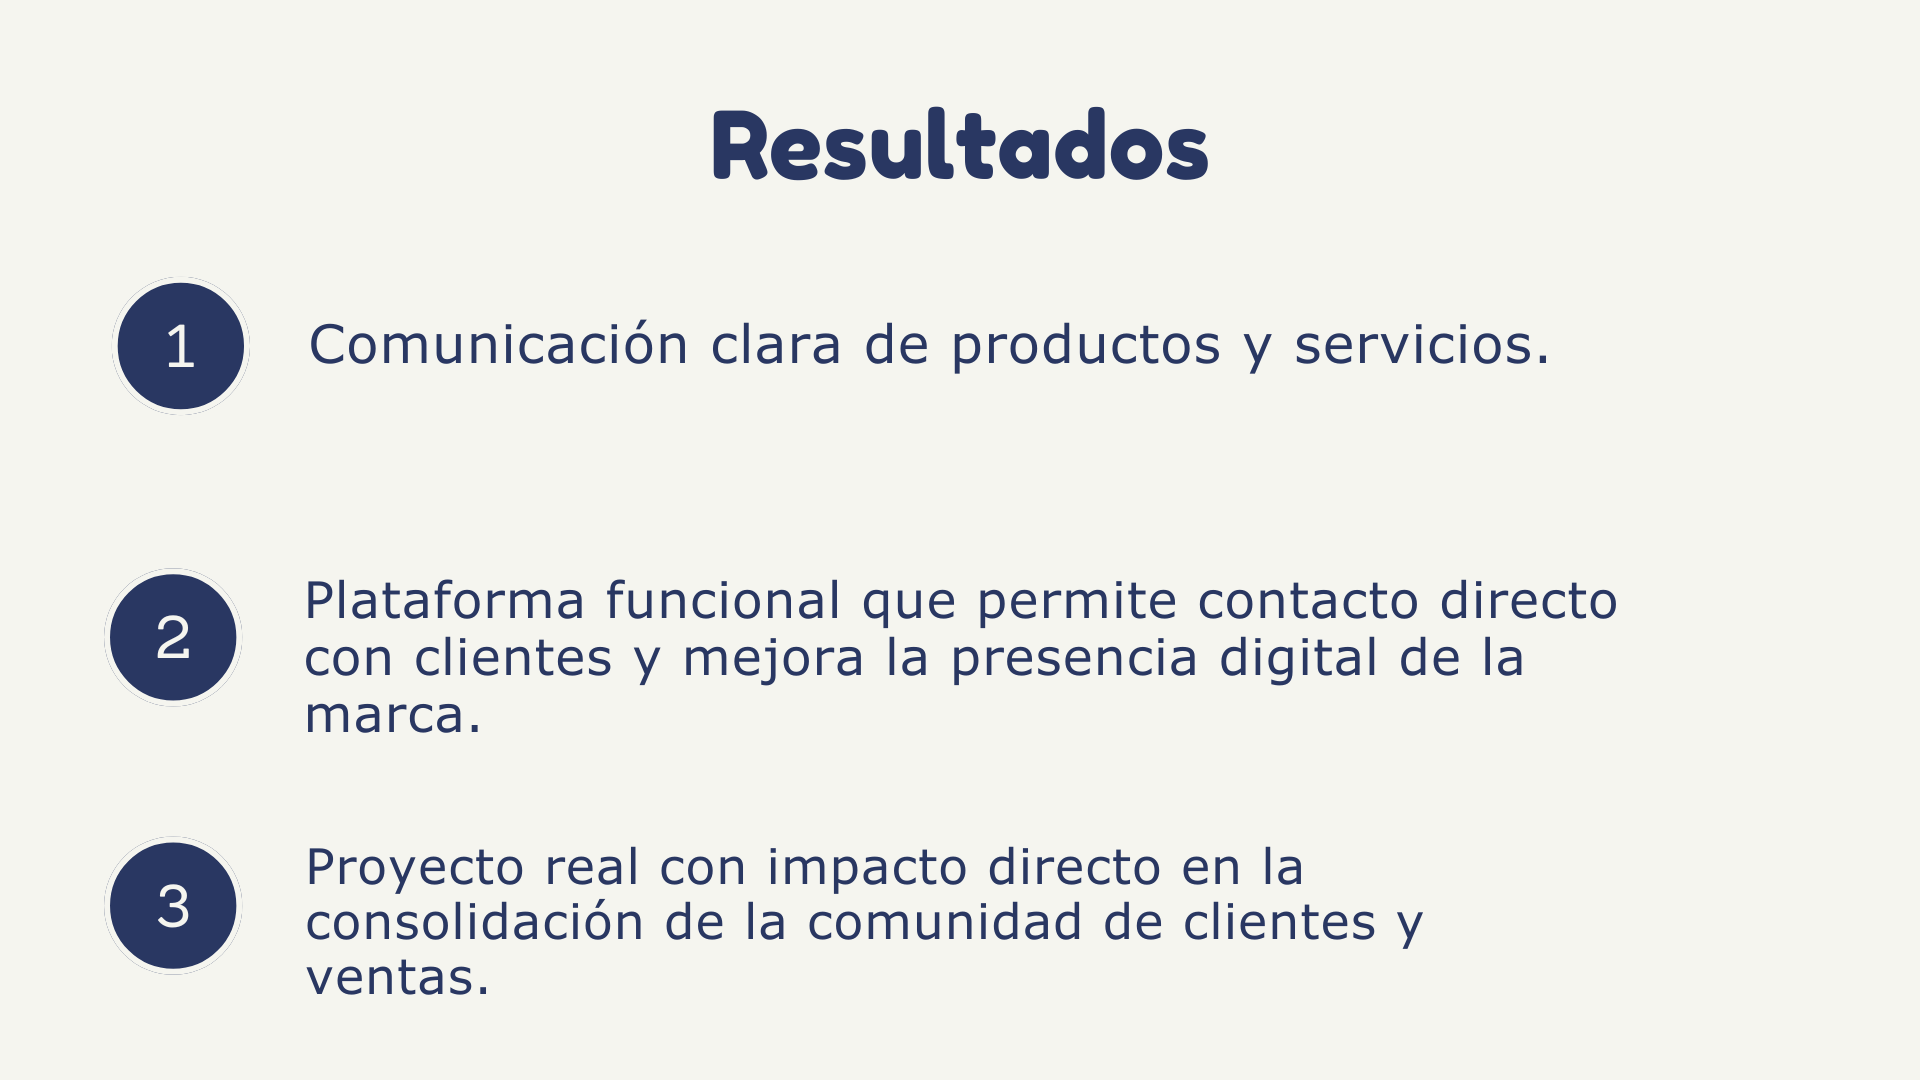 Resultados
1
Comunicación clara de productos y servicios.
2
Plataforma funcional que permite contacto directo
con clientes y mejora la presencia digital de la
marca.
3
Proyecto real con impacto directo en la
consolidación de la comunidad de clientes y
ventas.